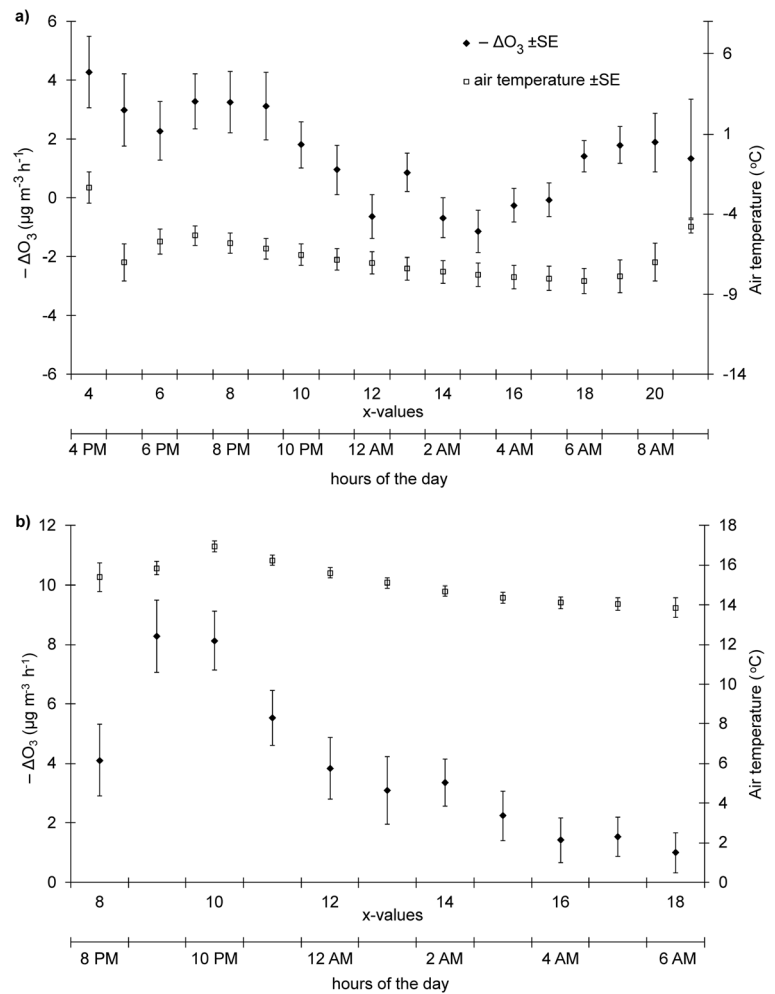 a)
6
4
2
0
-2
-4
-6
– ΔO₃ (µg m⁻³ h⁻¹)
– ΔO₃ ±SE
air temperature ±SE
6
1
-4
-9
-14
Air temperature (°C)
4 6 8 10 12 14 16 18 20
x-values
4 PM 6 PM 8 PM 10 PM 12 AM 2 AM 4 AM 6 AM 8 AM
hours of the day
b)
12
10
8
6
4
2
0
– ΔO₃ (µg m⁻³ h⁻¹)
18
16
14
12
10
8
6
4
2
0
Air temperature (°C)
8 10 12 14 16 18
x-values
8 PM 10 PM 12 AM 2 AM 4 AM 6 AM
hours of the day